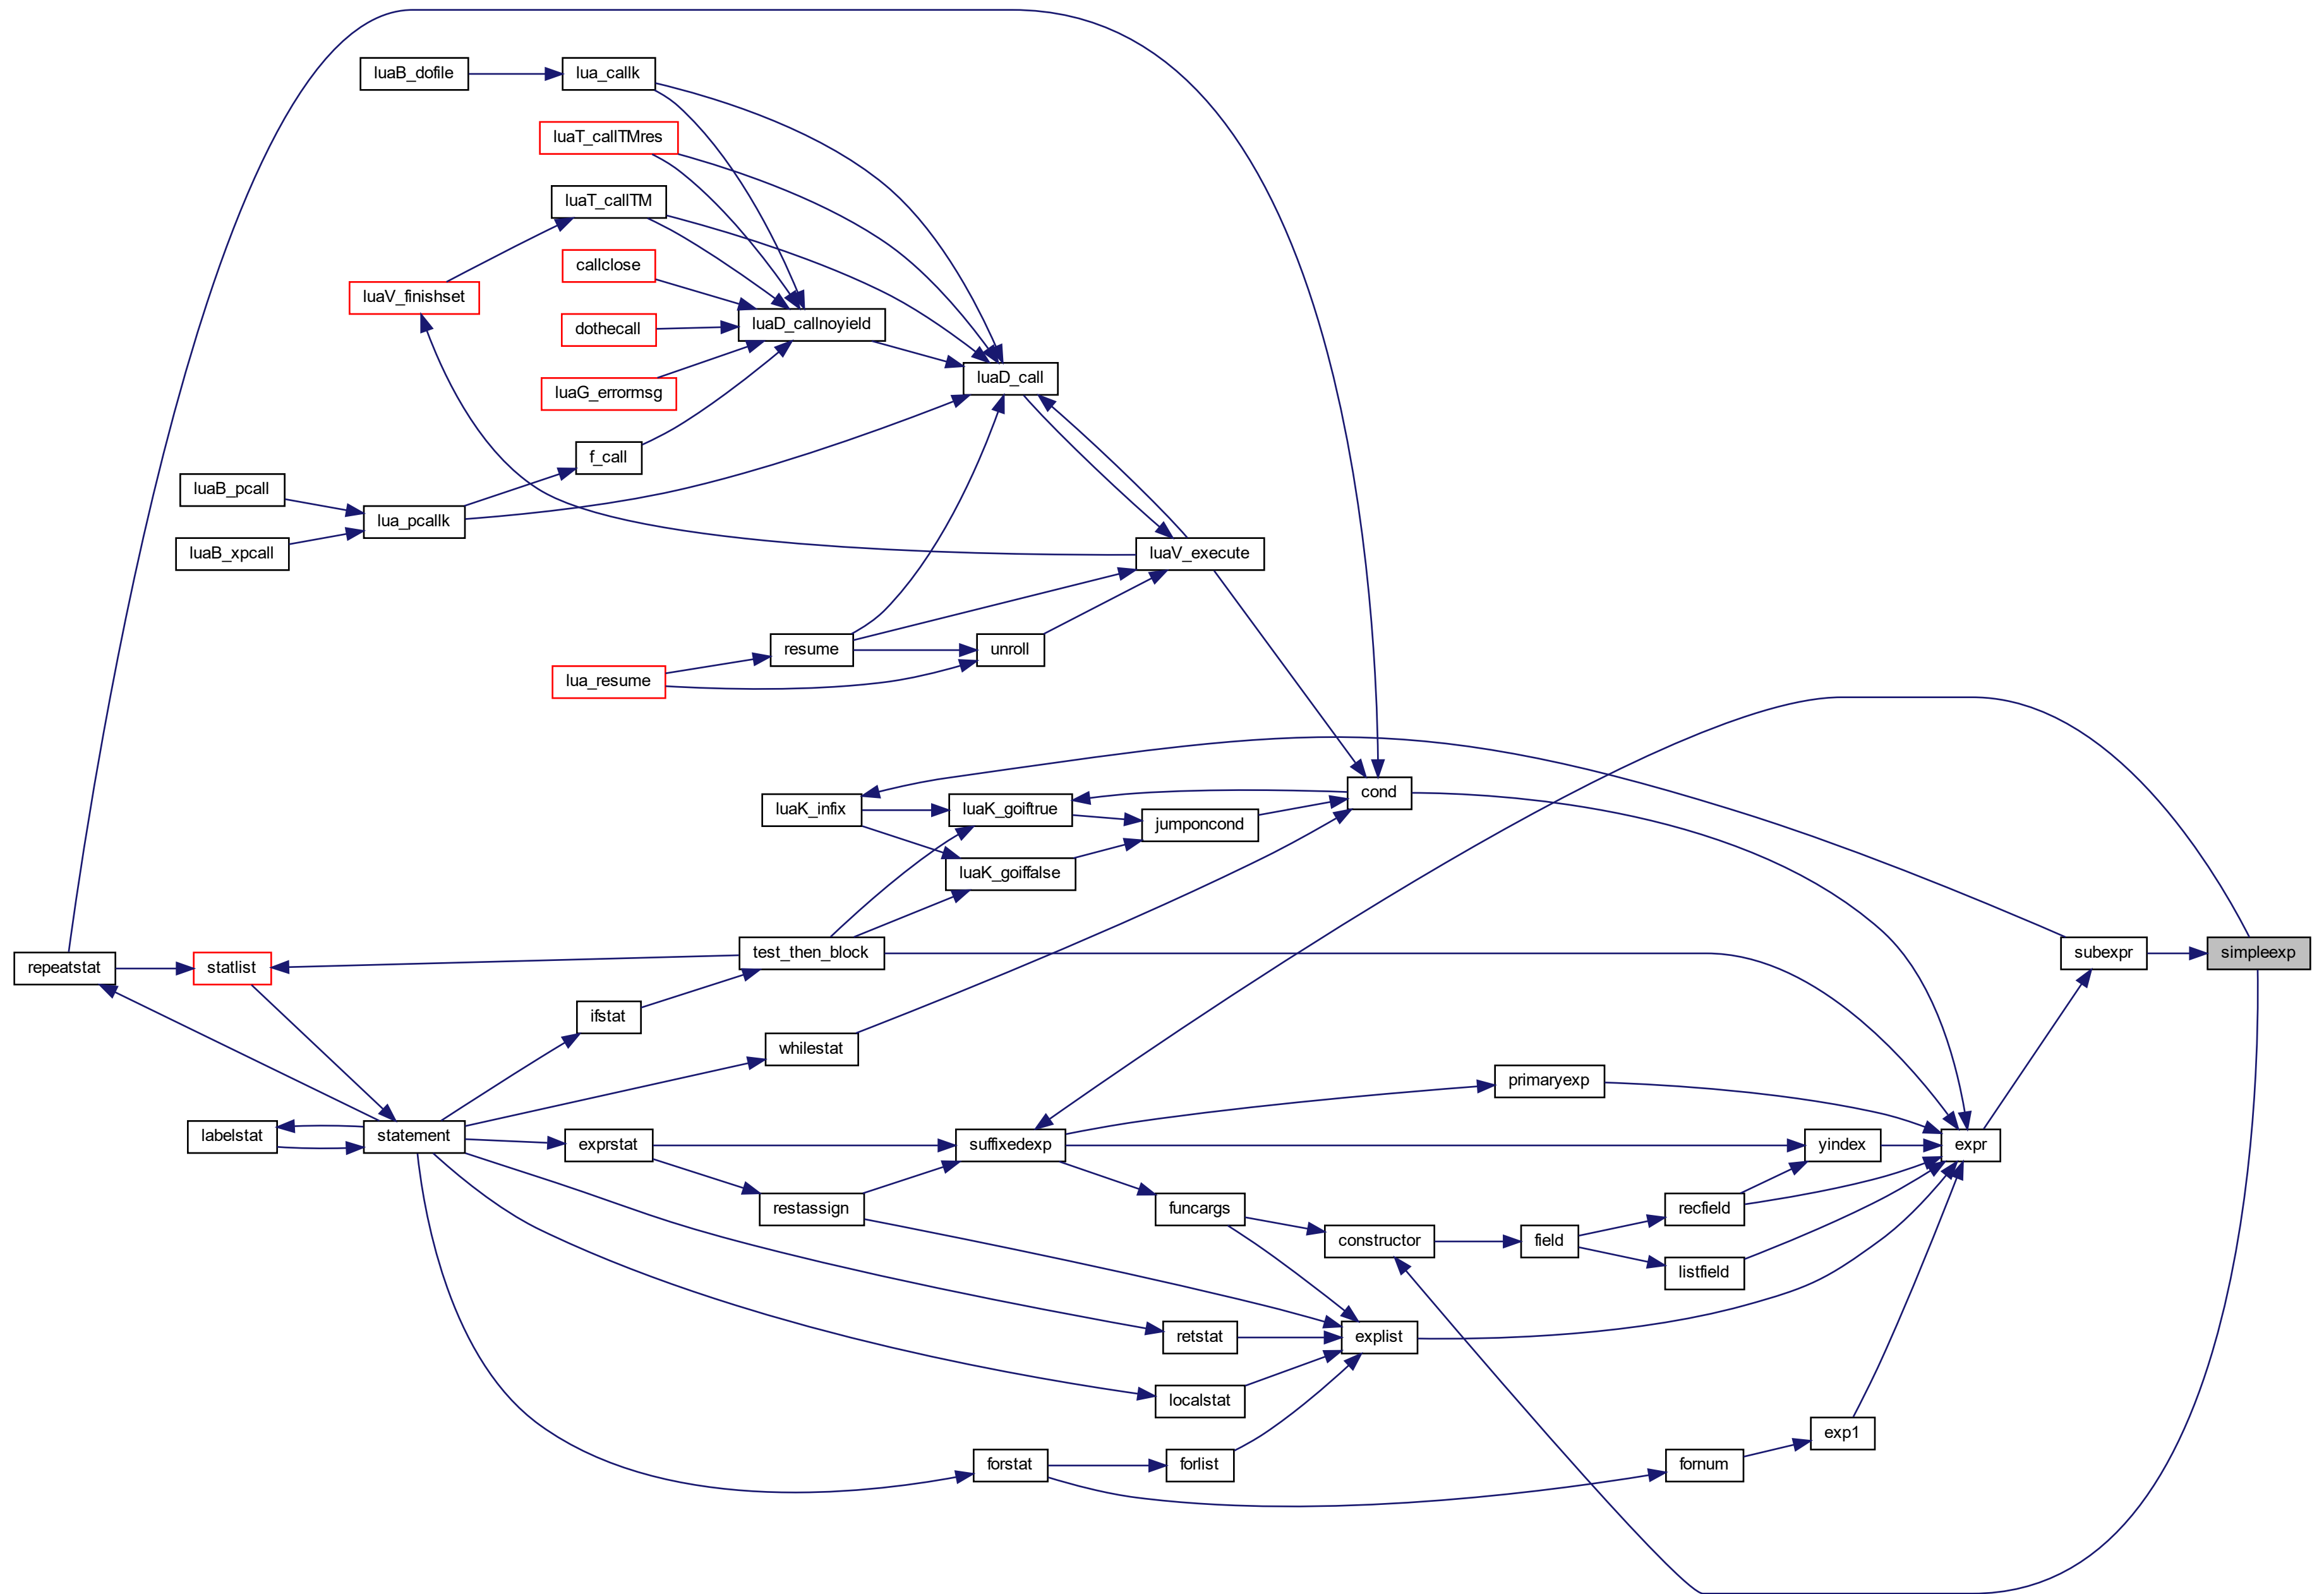 luaB_dofile
lua_callk
luaT_callTMres
luaT_callTM
callclose
luaV_finishset
luaD_callnoyield
dothecall
luaD_call
luaG_errormsg
f_call
luaB_pcall
lua_pcallk
luaB_xpcall
luaV_execute
resume
unroll
lua_resume
cond
luaK_infix
luaK_goiftrue
jumponcond
luaK_goiffalse
repeatstat
statlist
test_then_block
subexpr
simpleexp
ifstat
whilestat
primaryexp
labelstat
statement
exprstat
suffixedexp
yindex
expr
restassign
funcargs
recfield
constructor
field
listfield
retstat
explist
localstat
exp1
forstat
forlist
fornum